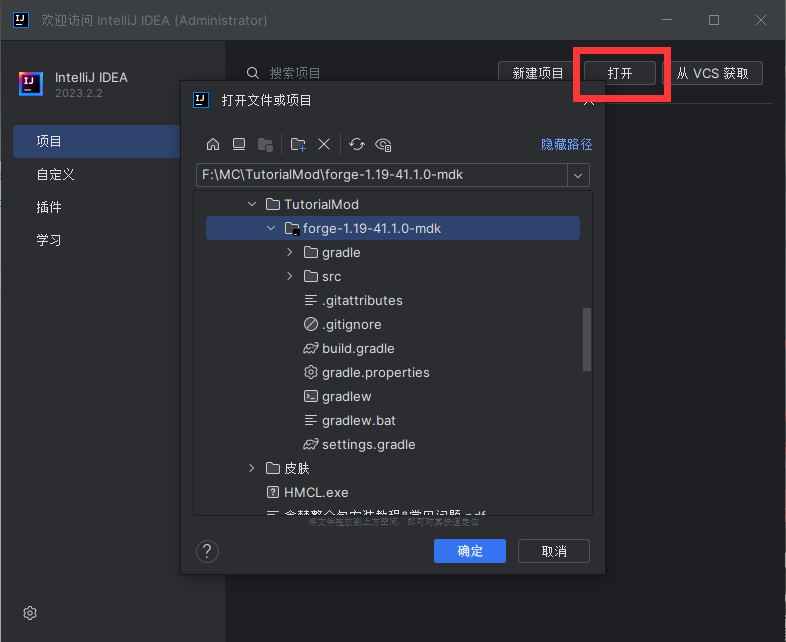 欢迎访问 IntelliJ IDEA (Administrator)
IntelliJ IDEA
2023.2.2
搜索项目
新建项目
打开
从 VCS 获取
项目
自定义
插件
学习
打开文件或项目
隐藏路径
F:\MC\TutorialMod\forge-1.19-41.1.0-mdk
TutorialMod
forge-1.19-41.1.0-mdk
gradle
src
.gitattributes
.gitignore
build.gradle
gradle.properties
gradlew
gradlew.bat
settings.gradle
皮肤
HMCL.exe
将文件拖放到上方空间，即可对其快速定位
?
确定
取消